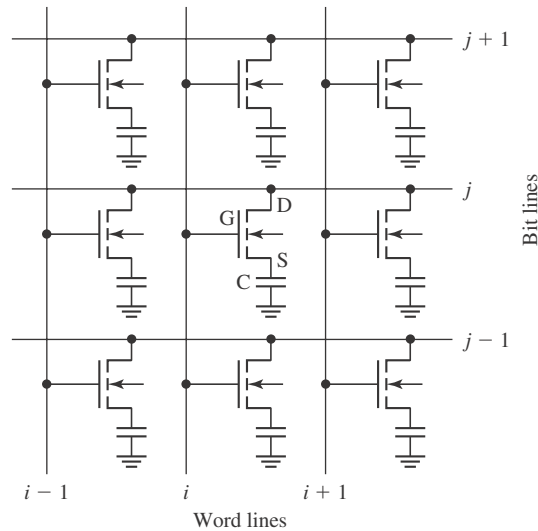 j + 1
j
D
G
S
C
Bit lines
j − 1
i − 1
i
i + 1
Word lines